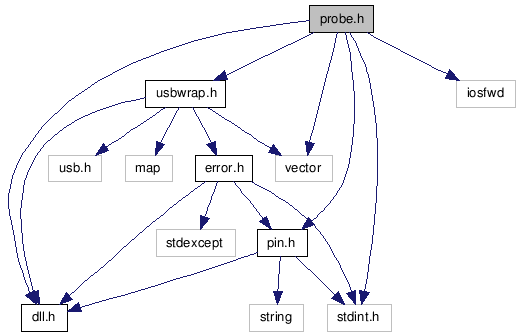 probe.h
usbwrap.h
iosfwd
usb.h
map
error.h
vector
stdexcept
pin.h
dll.h
string
stdint.h